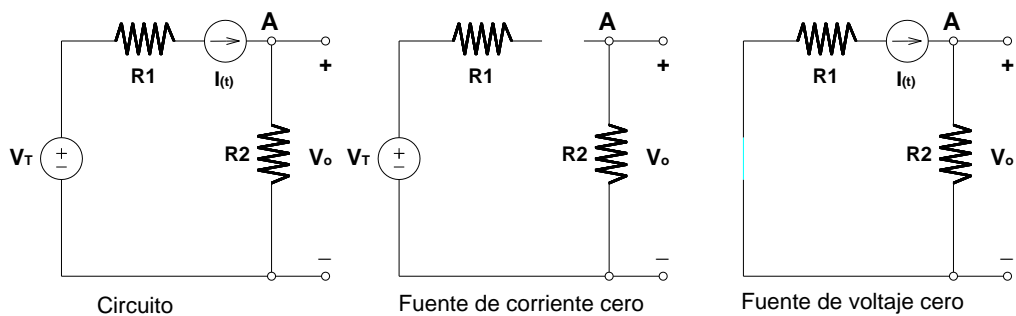 A
R1
I(t)
+
VT
+
−
R2
Vo
−
Circuito
A
R1
+
VT
+
−
R2
Vo
−
Fuente de corriente cero
A
R1
I(t)
+
R2
Vo
−
Fuente de voltaje cero